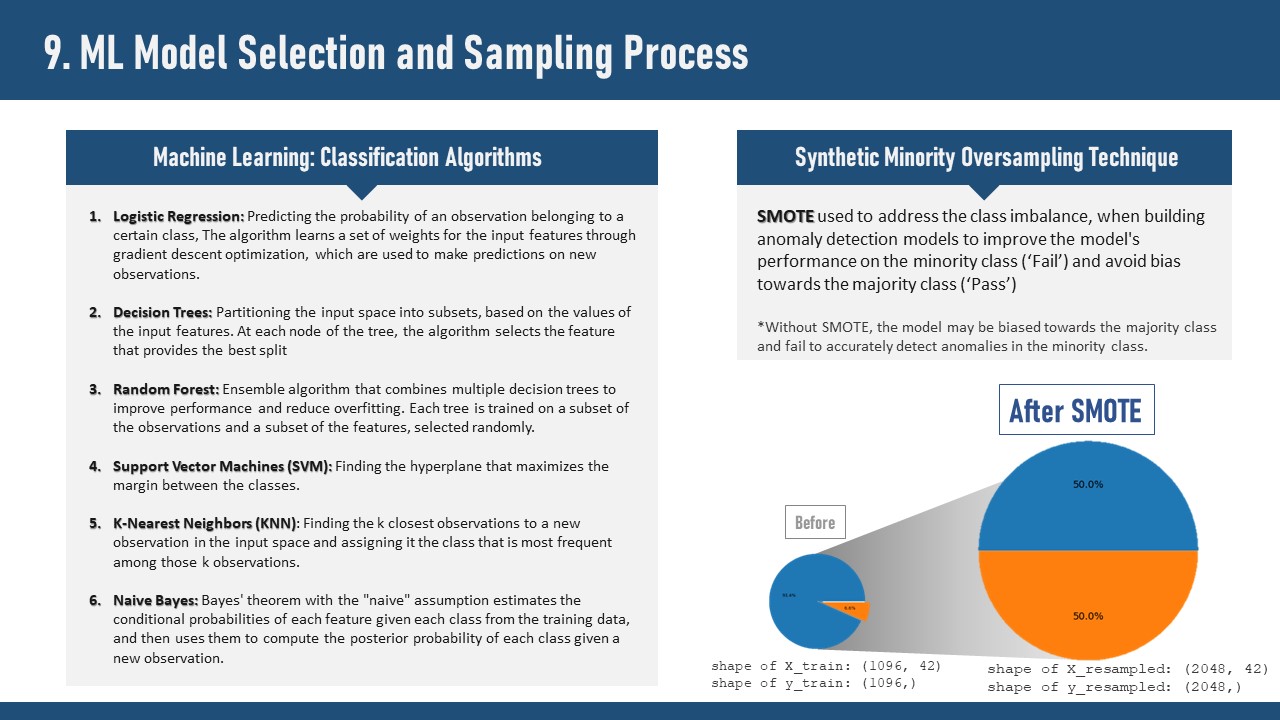 9. ML Model Selection and Sampling Process
Machine Learning: Classification Algorithms
1. Logistic Regression: Predicting the probability of an observation belonging to a
certain class, The algorithm learns a set of weights for the input features through
gradient descent optimization, which are used to make predictions on new
observations.
2. Decision Trees: Partitioning the input space into subsets, based on the values of
the input features. At each node of the tree, the algorithm selects the feature
that provides the best split
3. Random Forest: Ensemble algorithm that combines multiple decision trees to
improve performance and reduce overfitting. Each tree is trained on a subset of
the observations and a subset of the features, selected randomly.
4. Support Vector Machines (SVM): Finding the hyperplane that maximizes the
margin between the classes.
5. K-Nearest Neighbors (KNN): Finding the k closest observations to a new
observation in the input space and assigning it the class that is most frequent
among those k observations.
6. Naive Bayes: Bayes' theorem with the "naive" assumption estimates the
conditional probabilities of each feature given each class from the training data,
and then uses them to compute the posterior probability of each class given a
new observation.
Synthetic Minority Oversampling Technique
SMOTE used to address the class imbalance, when building
anomaly detection models to improve the model's
performance on the minority class (‘Fail’) and avoid bias
towards the majority class (‘Pass’)
*Without SMOTE, the model may be biased towards the majority class
and fail to accurately detect anomalies in the minority class.
After SMOTE
50.0%
50.0%
Before
shape of X_train: (1096, 42)
shape of y_train: (1096,)
shape of X_resampled: (2048, 42)
shape of y_resampled: (2048,)